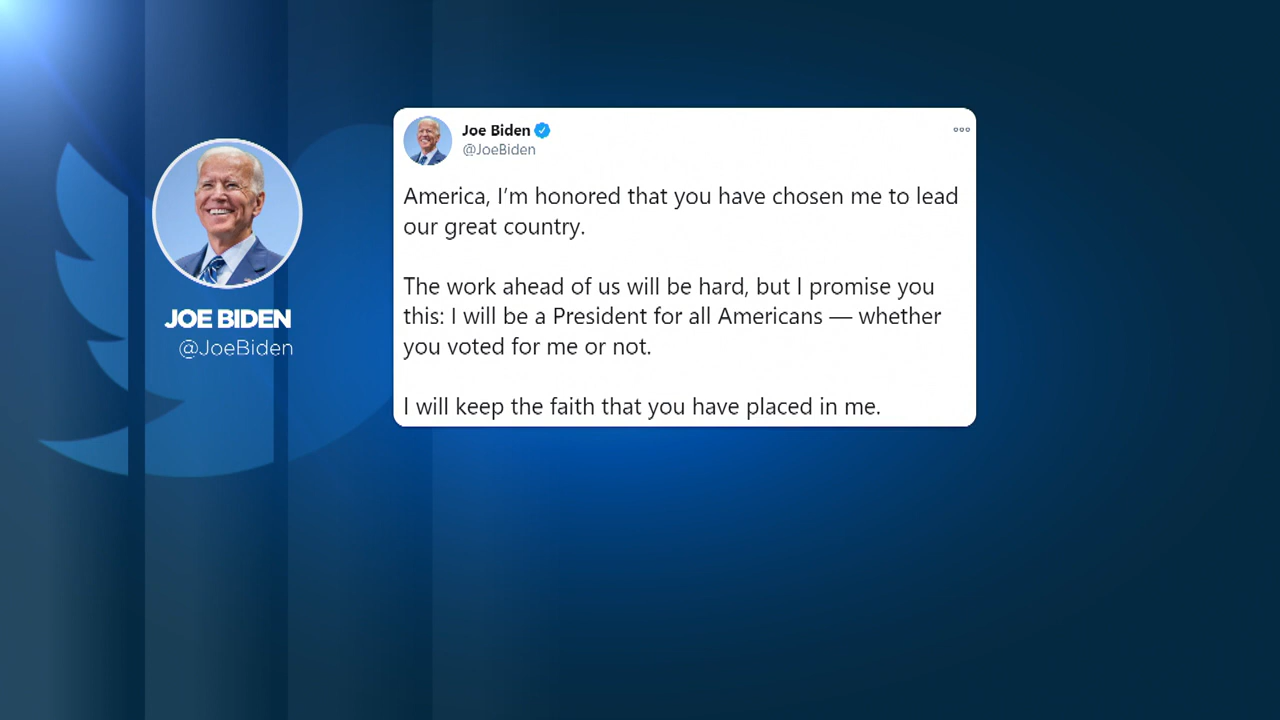 JOE BIDEN
@JoeBiden
Joe Biden
@JoeBiden
America, I’m honored that you have chosen me to lead
our great country.
The work ahead of us will be hard, but I promise you
this: I will be a President for all Americans — whether
you voted for me or not.
I will keep the faith that you have placed in me.